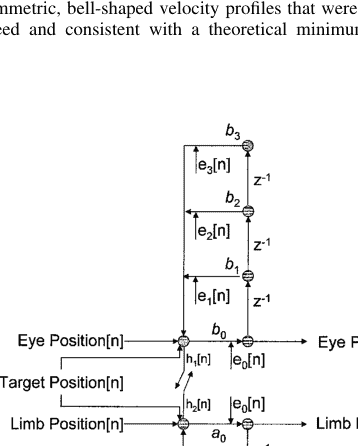 mmetric, bell-shaped velocity profiles that were
eed and consistent with a theoretical minimum
b3
e3[n]
z-1
b2
e2[n]
z-1
b1
e1[n]
z-1
Eye Position[n]
b0
Eye P
h1[n]
e0[n]
Target Position[n]
h2[n]
e0[n]
Limb Position[n]
a0
Limb